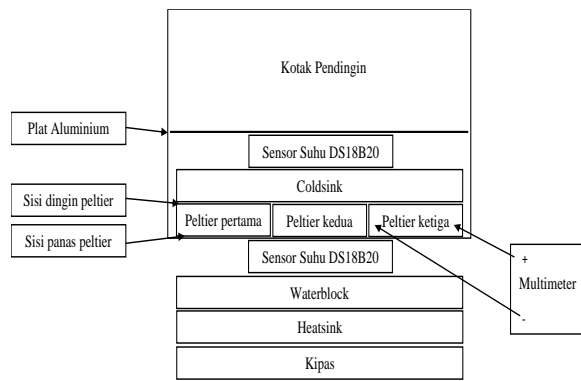 Kotak Pendingin
Plat Aluminium
Sensor Suhu DS18B20
Coldsink
Sisi dingin peltier
Peltier pertama
Peltier kedua
Peltier ketiga
Sisi panas peltier
Sensor Suhu DS18B20
+
Multimeter
-
Waterblock
Heatsink
Kipas